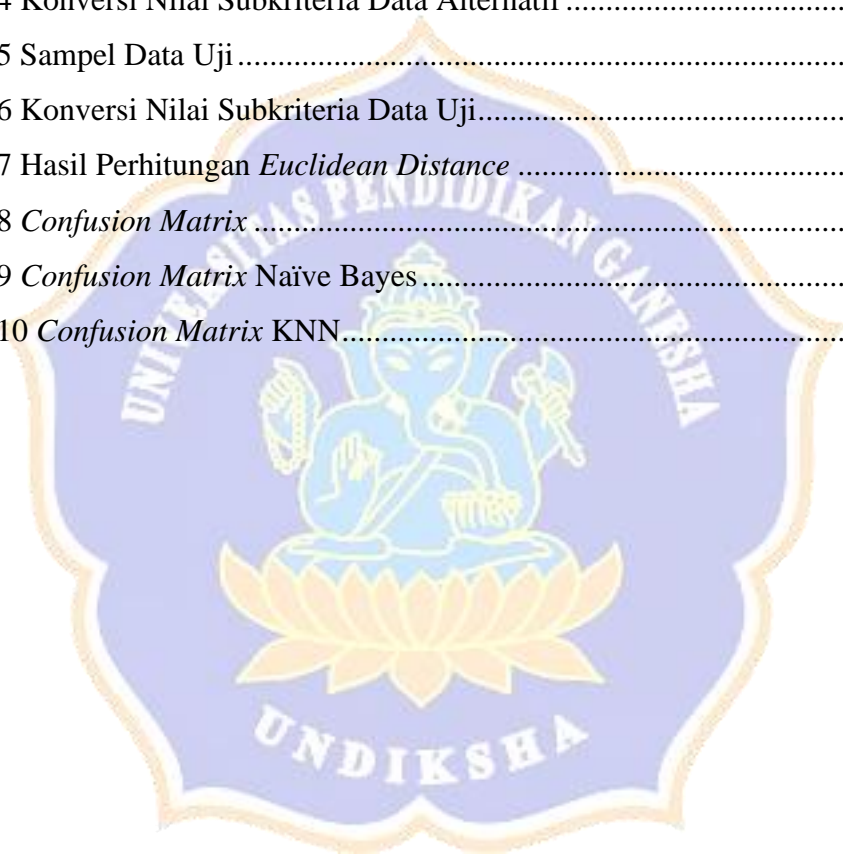 4 Konversi Nilai Subkriteria Data Alternatif ....................................
5 Sampel Data Uji ................................................................................
6 Konversi Nilai Subkriteria Data Uji ................................................
7 Hasil Perhitungan Euclidean Distance ...........................................
8 Confusion Matrix ..............................................................................
9 Confusion Matrix Naïve Bayes .........................................................
10 Confusion Matrix KNN ...................................................................
UNIVERSITAS PENDIDIKAN GANESHA
UNDIKSHA